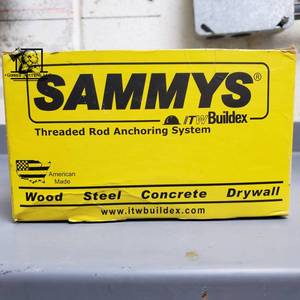 SAMMYS®
ITW Buildex
Threaded Rod Anchoring System
American
Made
Wood Steel Concrete Drywall
www.itwbuildex.com